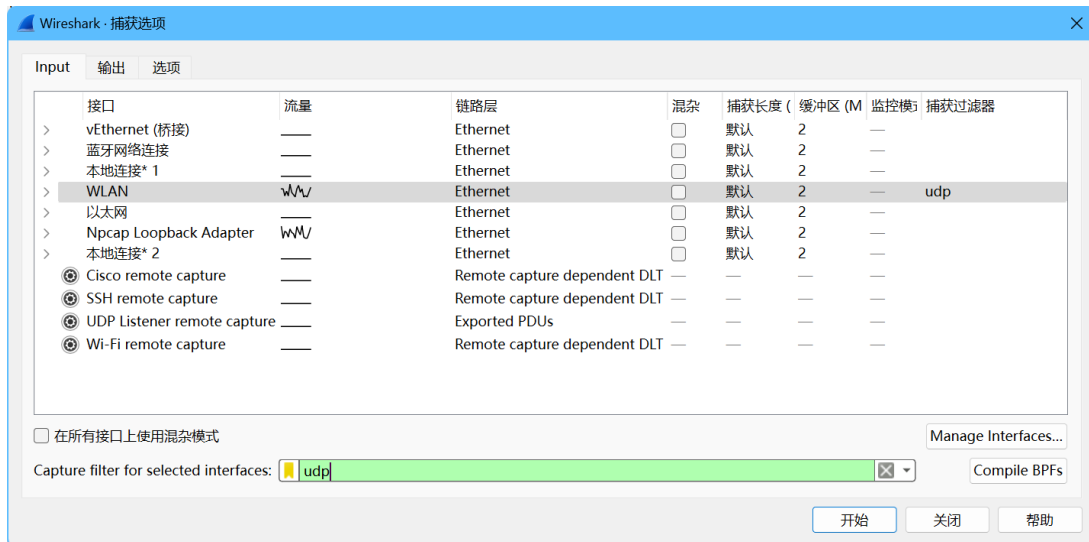 Wireshark · 捕获选项
Input 输出 选项
接口 流量 链路层 混杂 捕获长度 ( 缓冲区 (M 监控模式 捕获过滤器
vEthernet (桥接) Ethernet 默认 2 —
蓝牙网络连接 Ethernet 默认 2 —
本地连接* 1 Ethernet 默认 2 —
WLAN Ethernet 默认 2 — udp
以太网 Ethernet 默认 2 —
Npcap Loopback Adapter Ethernet 默认 2 —
本地连接* 2 Ethernet 默认 2 —
Cisco remote capture Remote capture dependent DLT — — — —
SSH remote capture Remote capture dependent DLT — — — —
UDP Listener remote capture Exported PDUs — — — —
Wi-Fi remote capture Remote capture dependent DLT — — — —
在所有接口上使用混杂模式 Manage Interfaces...
Capture filter for selected interfaces: udp Compile BPFs
开始 关闭 帮助